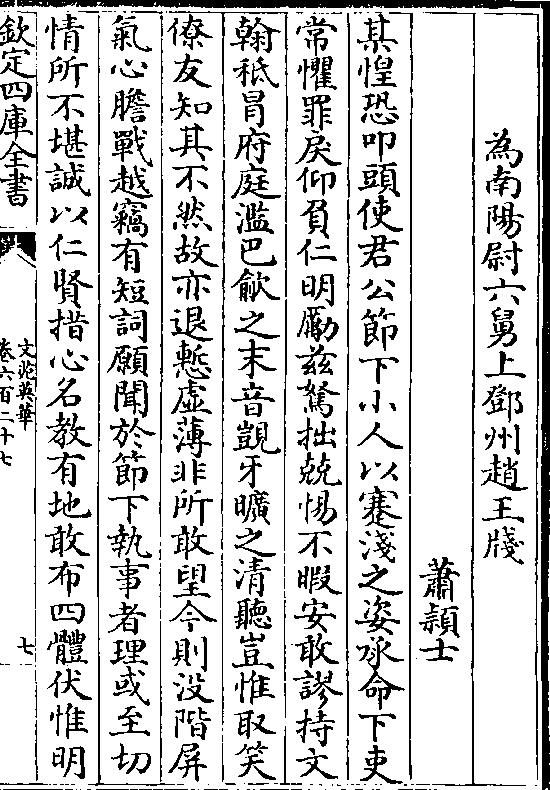 為南陽尉六舅上鄧州趙王牋
蕭頴士
某惶恐叩頭使君公節下小人以蹇淺之姿承命下吏
常懼罪戾仰負仁明勵兹駑拙兢惕不暇安敢謬持文
翰秪冒府庭濫巴歈之末音覬牙曠之清聽豈惟取笑
僚友知其不然故亦退慙虚薄非所敢望今則没階屏
氣心膽戰越竊有短詞願聞於節下執事者理或至切
情所不堪誠以仁賢措心名教有地敢布四體伏惟明
欽定四庫全書
文苑英華
卷六百二十七
七